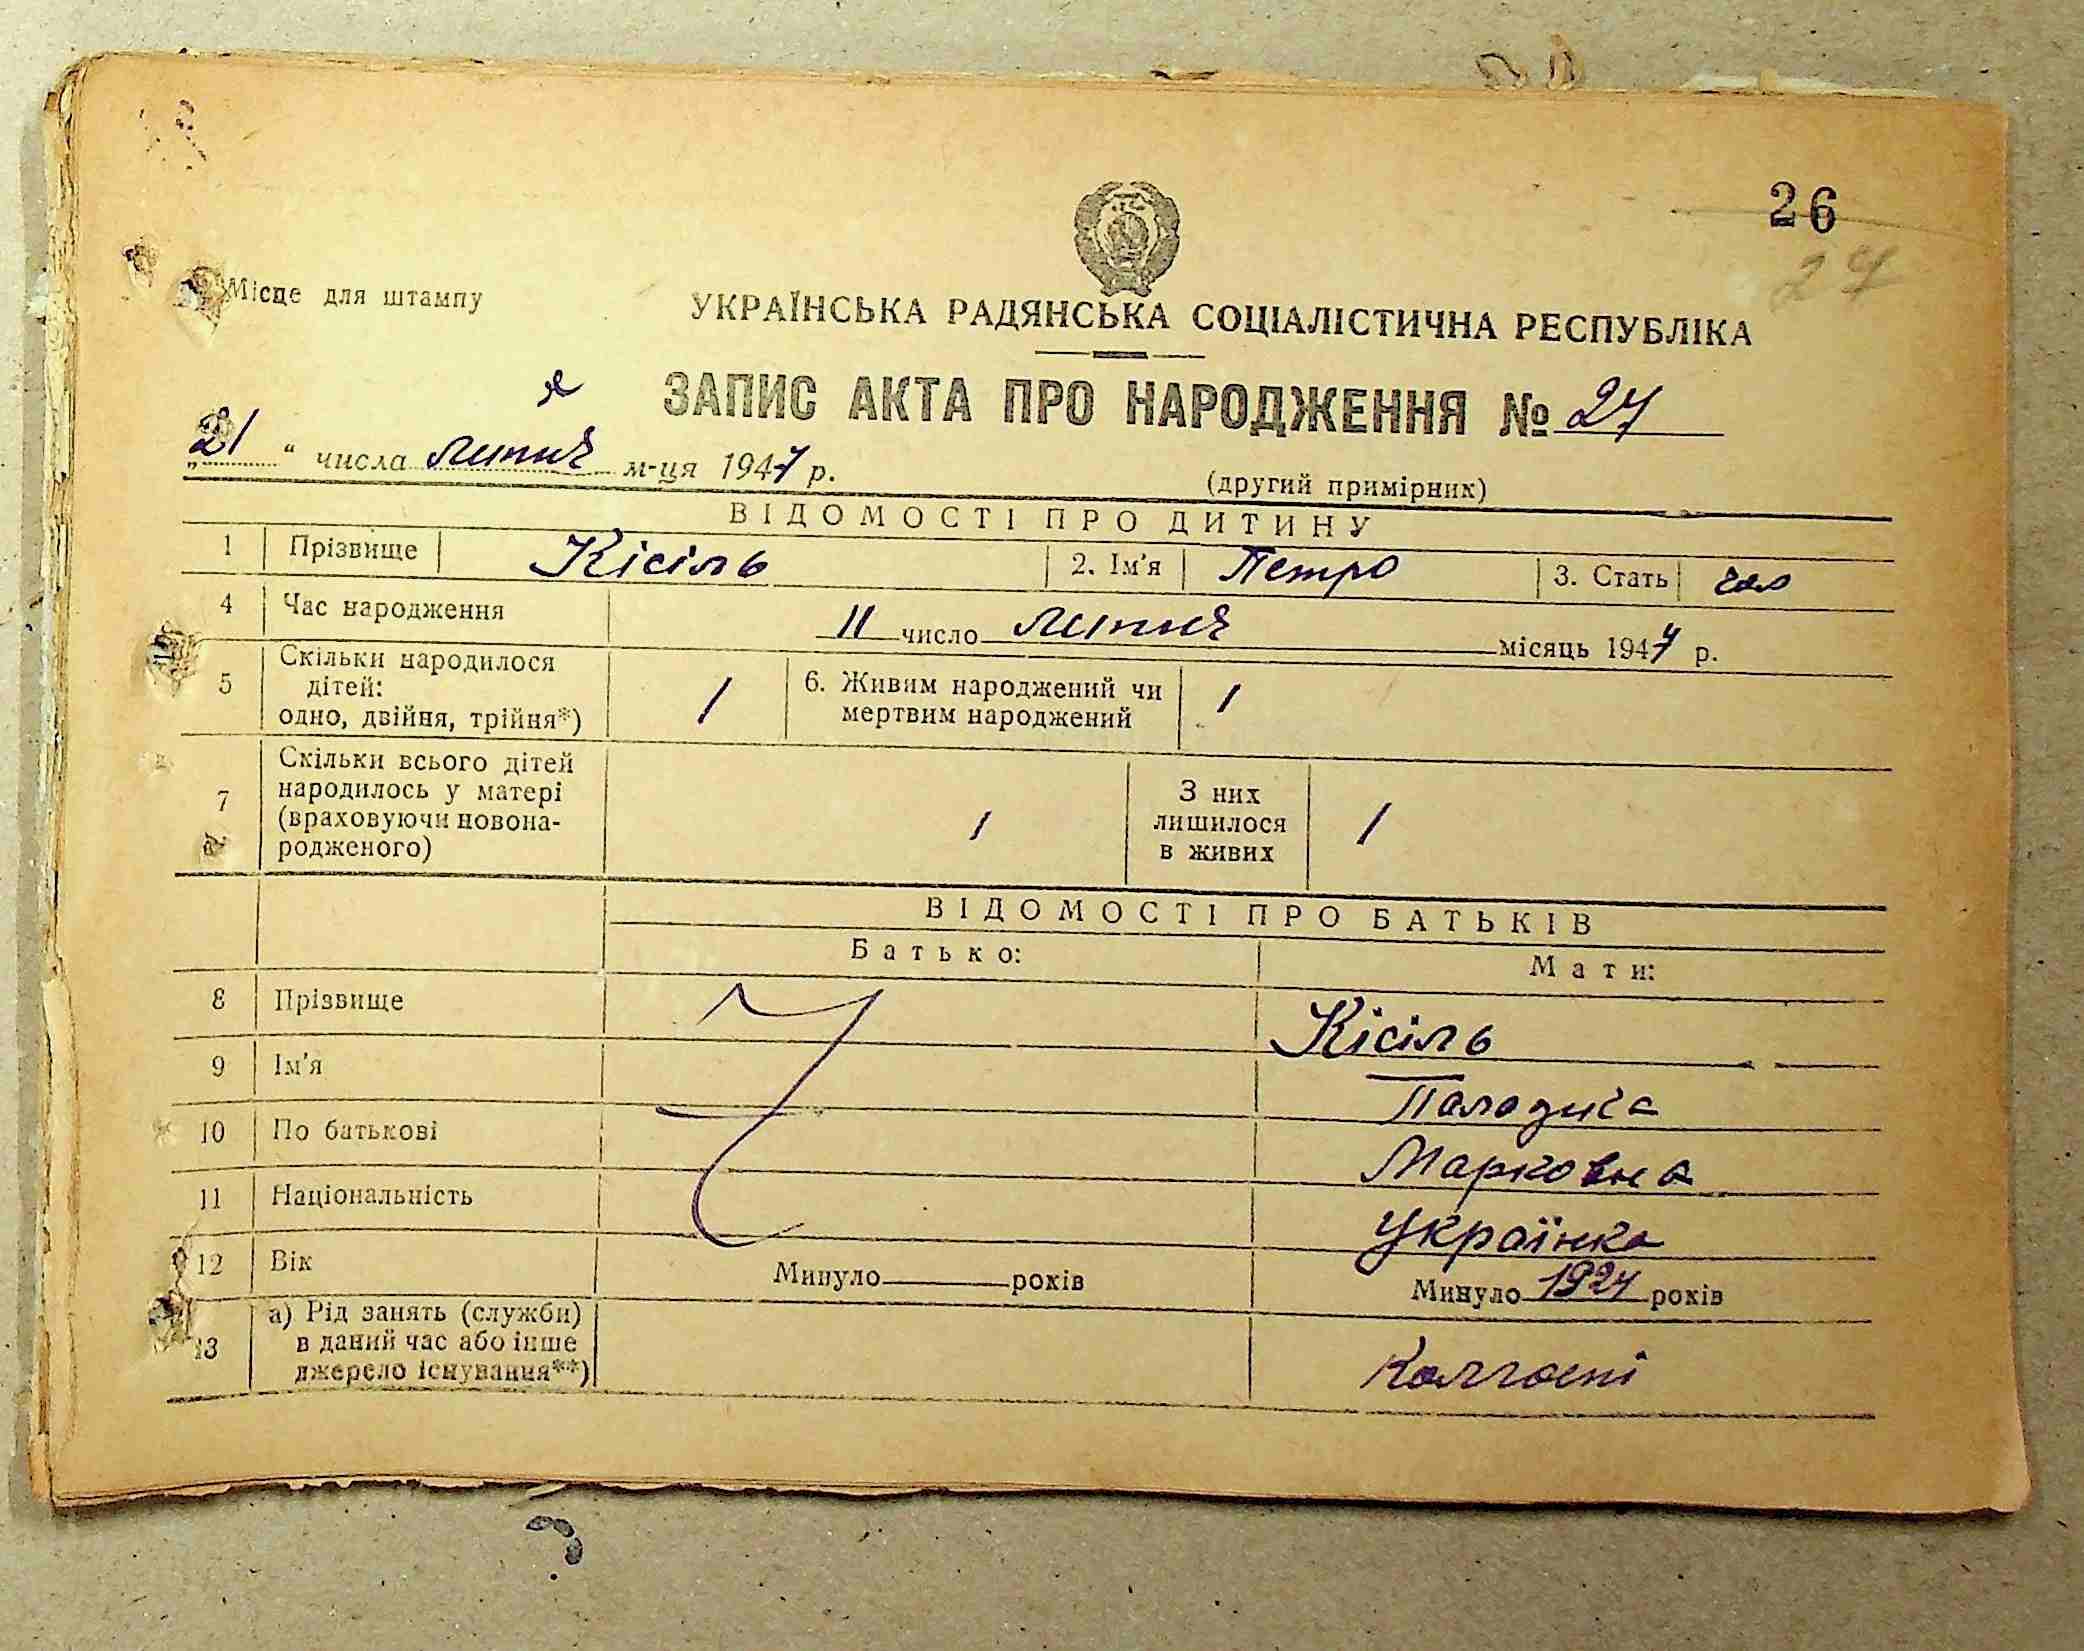 26
27
Місце для штампу
УКРАЇНСЬКА РАДЯНСЬКА СОЦІАЛІСТИЧНА РЕСПУБЛІКА
ЗАПИС АКТА ПРО НАРОДЖЕННЯ № 27
„21“ числа липня м-ця 1947 р.
(другий примірник)
ВІДОМОСТІ ПРО ДИТИНУ
1 Прізвище Кісіль 2. Ім'я Петро 3. Стать чол
4 Час народження 11 число липня місяць 1947 р.
5 Скільки народилося дітей: одно, двійня, трійня*) 1 6. Живим народжений чи мертвим народжений 1
7 Скільки всього дітей народилось у матері (враховуючи новонародженого) 1 З них лишилося в живих 1
ВІДОМОСТІ ПРО БАТЬКІВ
Батько: Мати:
8 Прізвище Кісіль
9 Ім'я
10 По батькові Марковна
11 Національність Українка
12 Вік Минуло років Минуло 1924 років
13 а) Рід занять (служби) в даний час або інше джерело існування**) Колгоспі